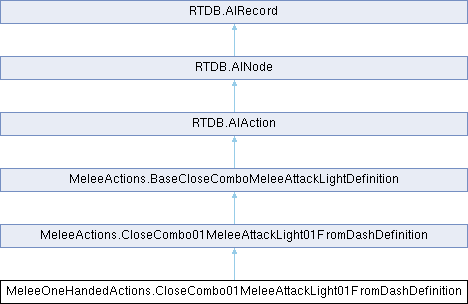 RTDB.AIRecord
RTDB.AINode
RTDB.AIAction
MeleeActions.BaseCloseComboMeleeAttackLightDefinition
MeleeActions.CloseCombo01MeleeAttackLight01FromDashDefinition
MeleeOneHandedActions.CloseCombo01MeleeAttackLight01FromDashDefinition